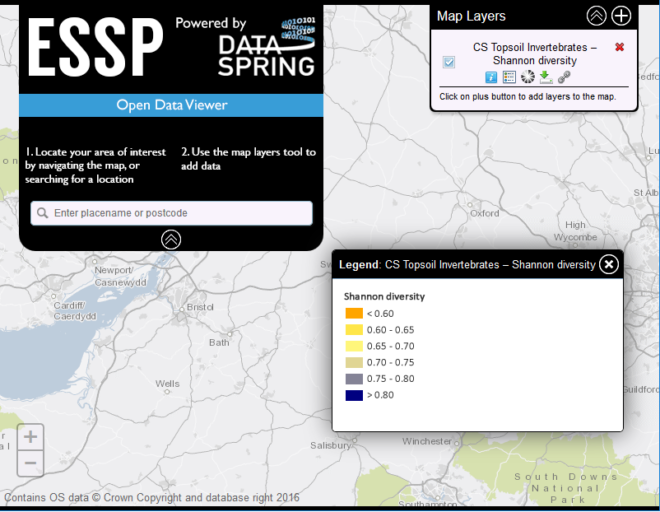 ESSP
Powered by
DATA
SPRING
Open Data Viewer
1. Locate your area of interest
by navigating the map, or
searching for a location
2. Use the map layers tool to
add data
Enter placename or postcode
Map Layers
CS Topsoil Invertebrates –
Shannon diversity
Click on plus button to add layers to the map.
Oxford
High
Wycombe
St Alb
Lu
Newport/
Casnewydd
Cardiff/
Caerdydd
Bristol
Bath
Wells
Legend: CS Topsoil Invertebrates – Shannon diversity
Shannon diversity
< 0.60
0.60 - 0.65
0.65 - 0.70
0.70 - 0.75
0.75 - 0.80
> 0.80
Sw
Guildford
Salisbury
Winchester
South Downs
National
Park
Southampton
+
−
Contains OS data © Crown Copyright and database right 2016